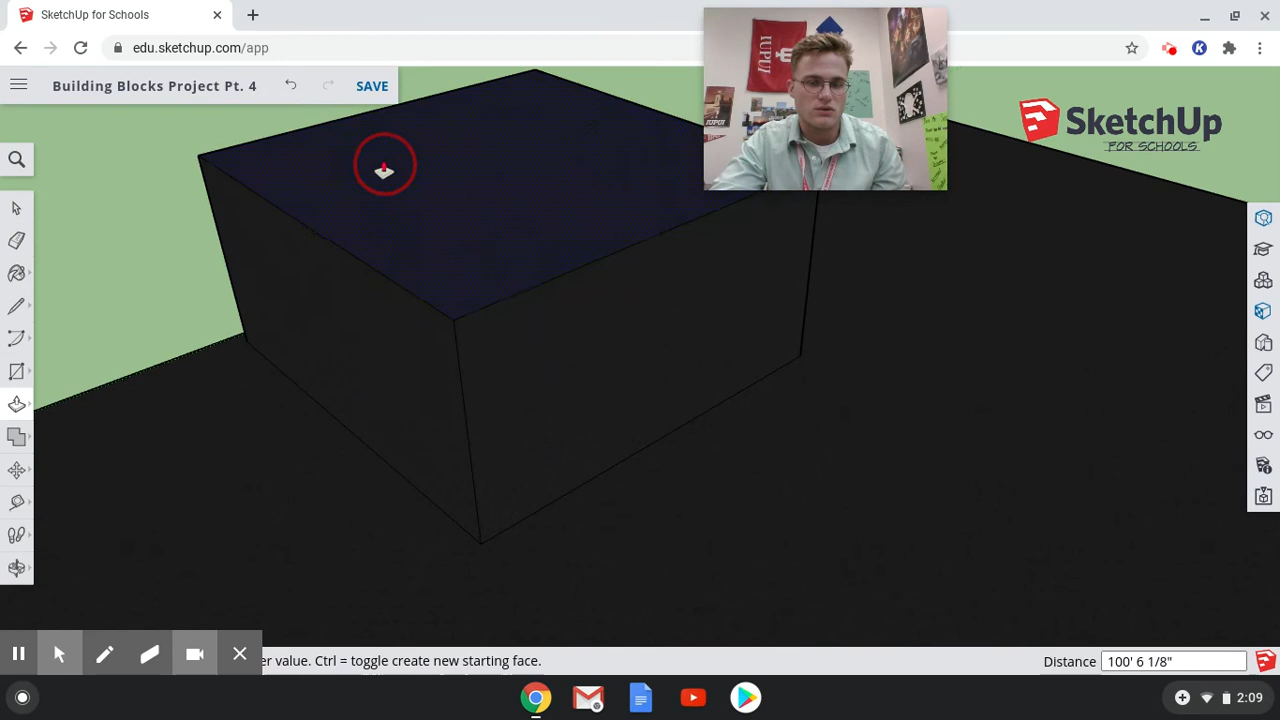 SketchUp for Schools
edu.sketchup.com/app
Building Blocks Project Pt. 4
SAVE
IUPUI
IUPUI
SketchUp
FOR SCHOOLS
er value. Ctrl = toggle create new starting face.
Distance
100' 6 1/8"
2:09